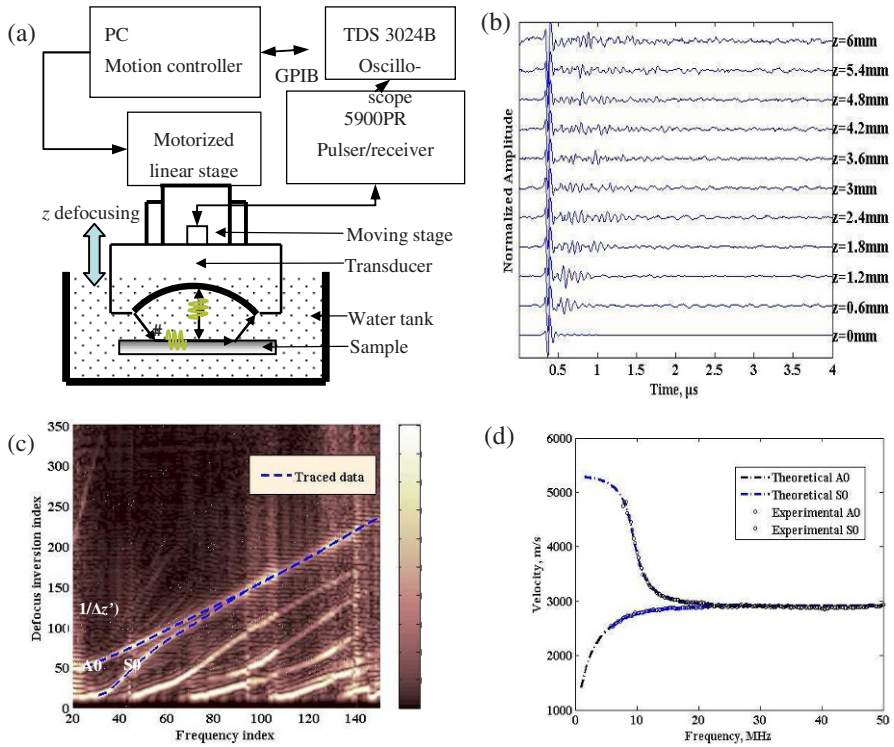 (a)
PC
Motion controller
GPIB
TDS 3024B
Oscillo-
scope
5900PR
Pulser/receiver
Motorized
linear stage
z defocusing
Moving stage
Transducer
Water tank
Sample
#
(b)
Normalized Amplitude
z=6mm
z=5.4mm
z=4.8mm
z=4.2mm
z=3.6mm
z=3mm
z=2.4mm
z=1.8mm
z=1.2mm
z=0.6mm
z=0mm
0.5 1 1.5 2 2.5 3 3.5 4
Time, µs
(c)
Defocus inversion index
350
300
250
200
150
100
50
0
Traced data
1/Δz')
A0 S0
20 40 60 80 100 120 140
Frequency index
(d)
Velocity, m/s
6000
5000
4000
3000
2000
1000
0
Theoretical A0
Theoretical S0
Experimental A0
Experimental S0
0 10 20 30 40 50
Frequency, MHz